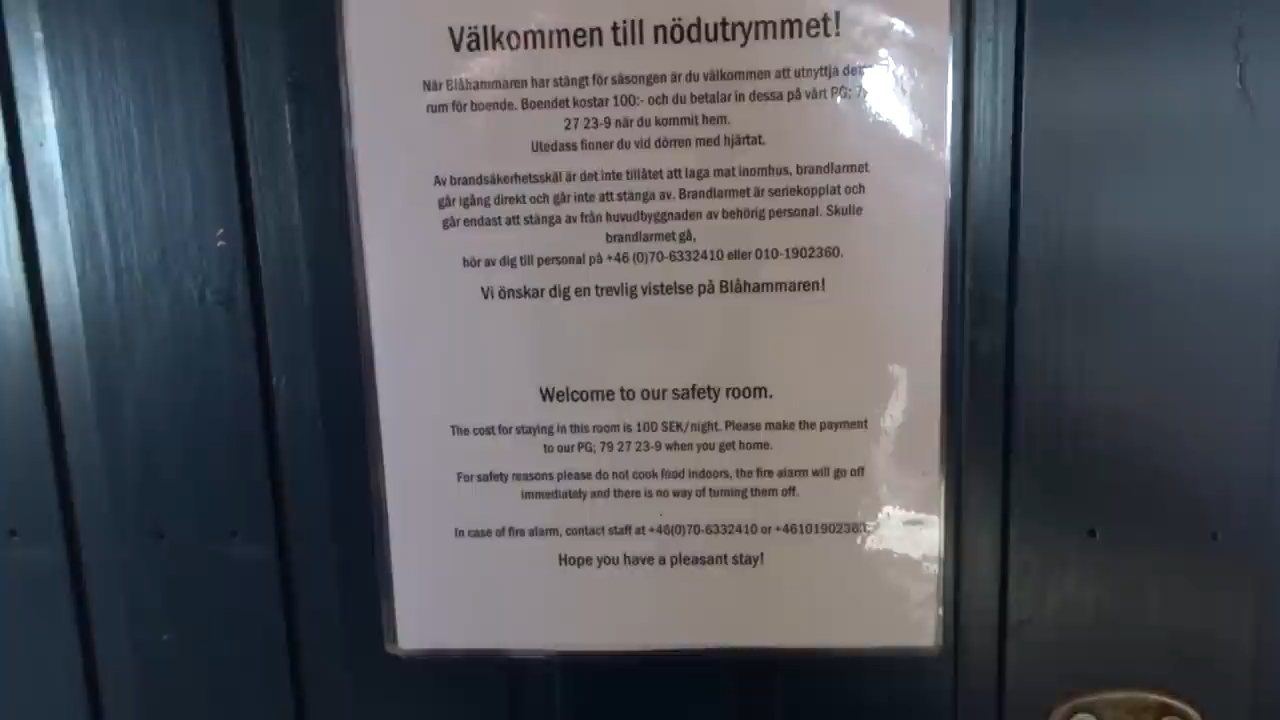 Välkommen till nödutrymmet!
När Blåhammaren har stängt för säsongen är du välkommen att utnyttja
rum för boende. Boendet kostar 100:- och du betalar in dessa på vårt PG;
27 23-9 när du kommit hem.
Utedass finner du vid dörren med hjärtat.
Av brandsäkerhetsskäl är det inte tillåtet att laga mat inomhus, brandlarmet
går igång direkt och går inte att stänga av. Brandlarmet är seriekopplat och
går endast att stänga av från huvudbyggnaden av behörig personal. Skulle
brandlarmet gå,
hör av dig till personal på +46 (0)70-6332410 eller 010-1902360.
Vi önskar dig en trevlig vistelse på Blåhammaren!
Welcome to our safety room.
The cost for staying in this room is 100 SEK/night. Please make the payment
to our PG; 79 27 23-9 when you get home.
For safety reasons please do not cook food indoors, the fire alarm will go off
immediately and there is no way of turning them off.
In case of fire alarm, contact staff at +46(0)70-6332410 or
Hope you have a pleasant stay!